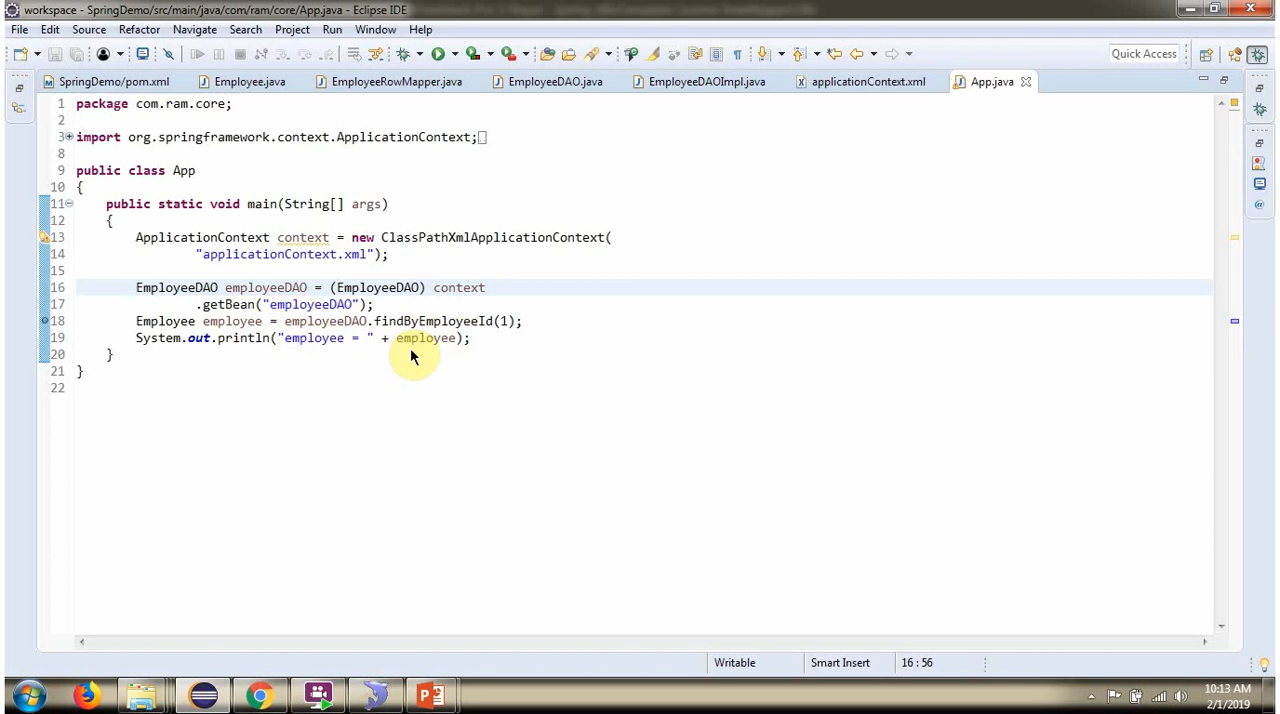 workspace - SpringDemo/src/main/java/com/ram/core/App.java - Eclipse IDE
File Edit Source Refactor Navigate Search Project Run Window Help
Quick Access
SpringDemo/pom.xml Employee.java EmployeeRowMapper.java EmployeeDAO.java EmployeeDAOImpl.java applicationContext.xml App.java
1 package com.ram.core;
2
3 import org.springframework.context.ApplicationContext;
8
9 public class App
10 {
11 public static void main(String[] args)
12 {
13 ApplicationContext context = new ClassPathXmlApplicationContext(
14 "applicationContext.xml");
15
16 EmployeeDAO employeeDAO = (EmployeeDAO) context
17 .getBean("employeeDAO");
18 Employee employee = employeeDAO.findByEmployeeId(1);
19 System.out.println("employee = " + employee);
20 }
21 }
22
Writable Smart Insert 16 : 56
10:13 AM
2/1/2019